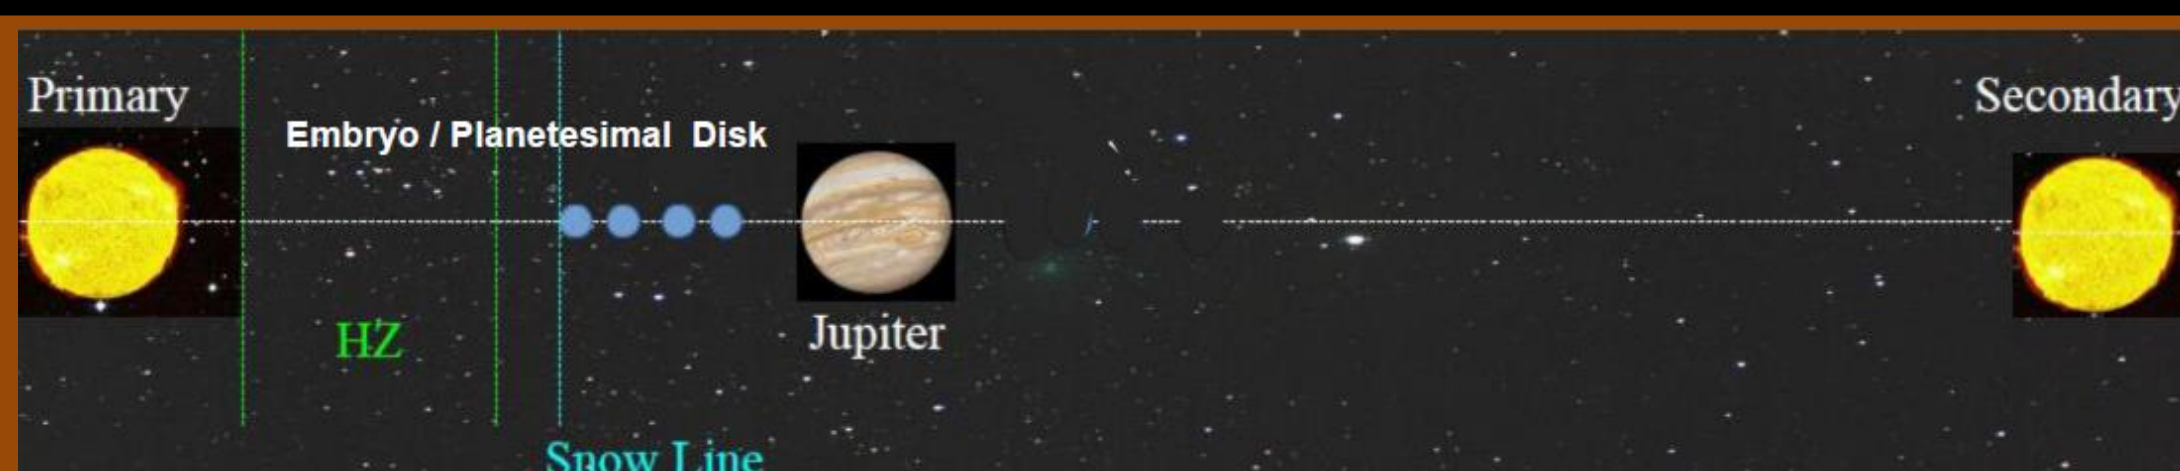 Primary
Secondary
Embryo / Planetesimal Disk
HZ
Jupiter
Snow Line